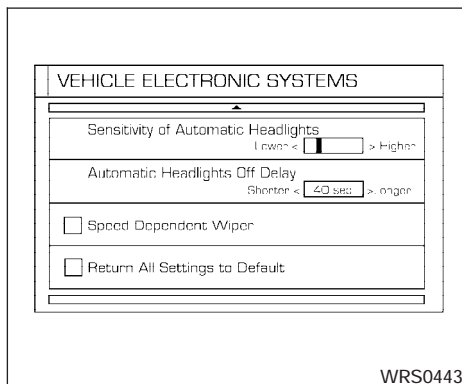 VEHICLE ELECTRONIC SYSTEMS
Sensitivity of Automatic Headlights
Lower < > Higher
Automatic Headlights Off Delay
Shorter < 40 sec >Longer
Speed Dependent Wiper
Return All Settings to Default
WRS0443